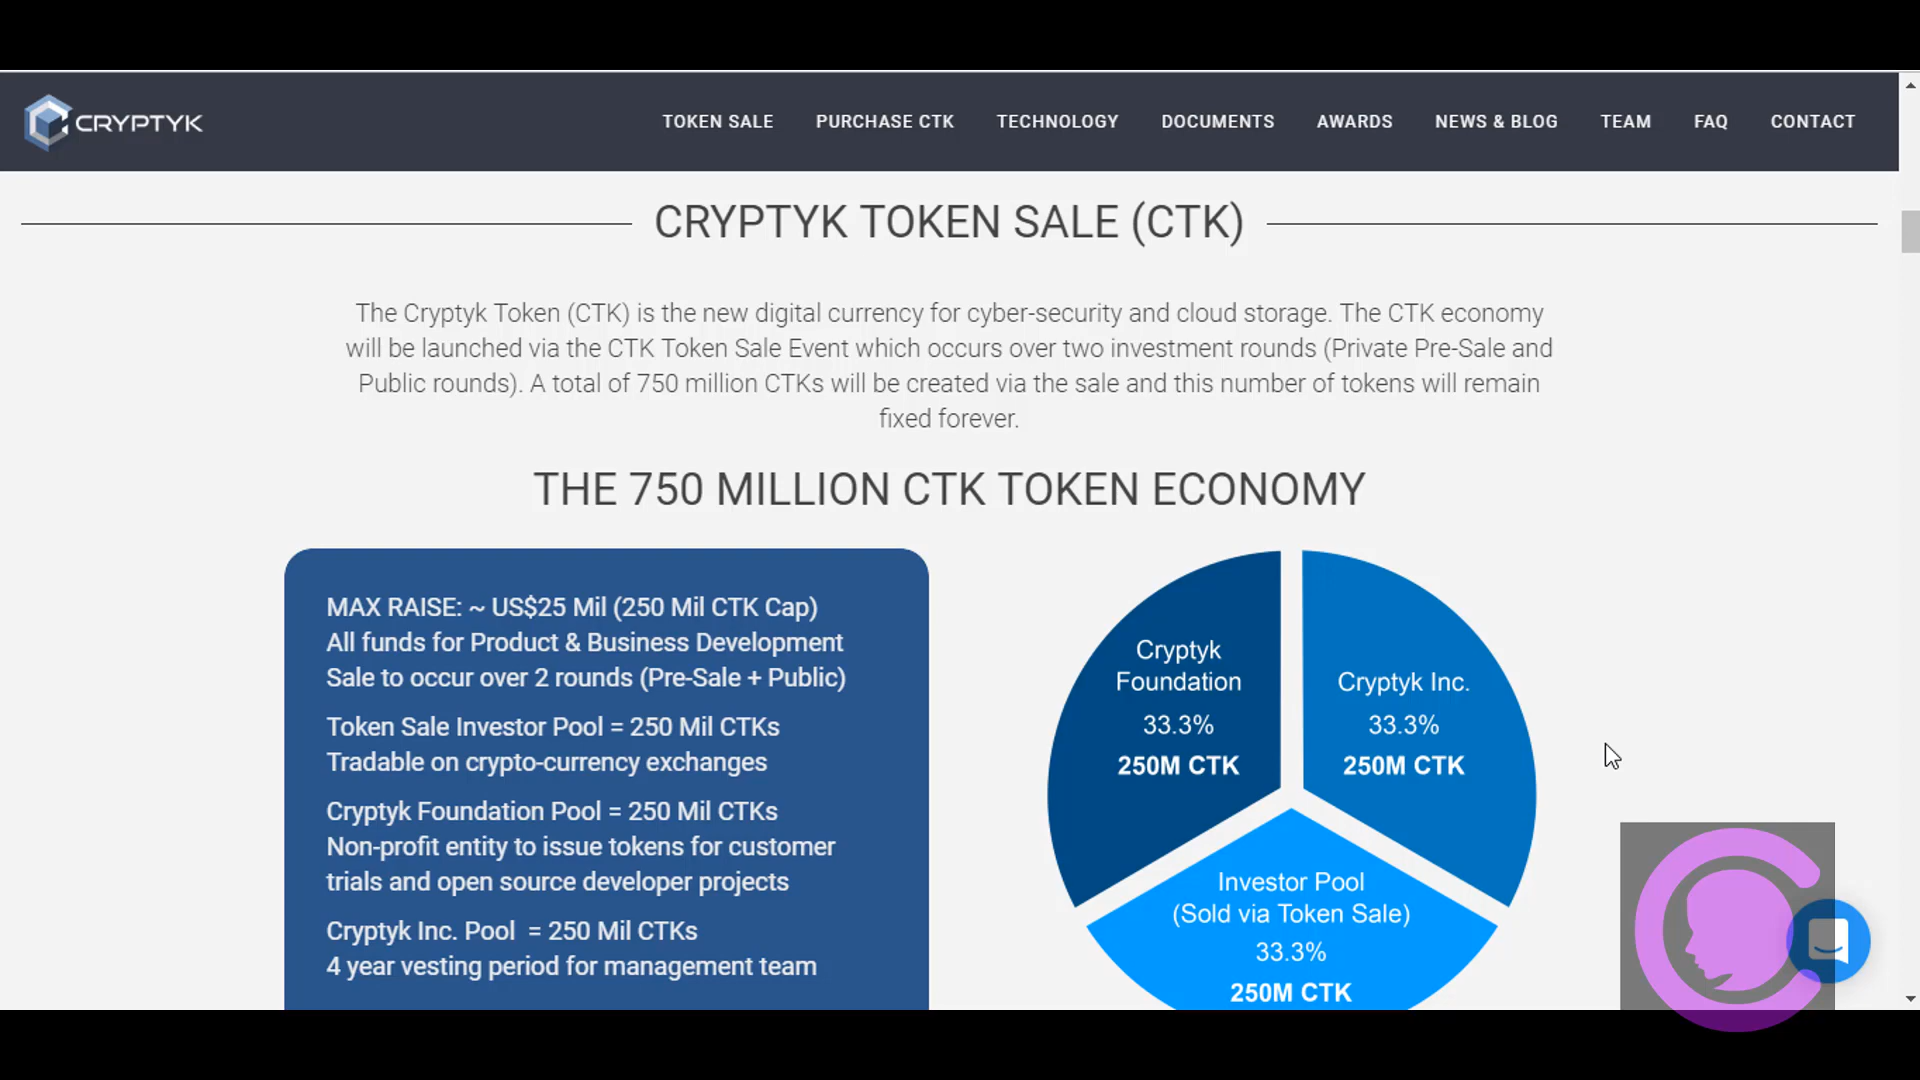 CRYPTYK
TOKEN SALE
PURCHASE CTK
TECHNOLOGY
DOCUMENTS
AWARDS
NEWS & BLOG
TEAM
FAQ
CONTACT
CRYPTYK TOKEN SALE (CTK)
The Cryptyk Token (CTK) is the new digital currency for cyber-security and cloud storage. The CTK economy
will be launched via the CTK Token Sale Event which occurs over two investment rounds (Private Pre-Sale and
Public rounds). A total of 750 million CTKs will be created via the sale and this number of tokens will remain
fixed forever.
THE 750 MILLION CTK TOKEN ECONOMY
MAX RAISE: ~ US$25 Mil (250 Mil CTK Cap)
All funds for Product & Business Development
Sale to occur over 2 rounds (Pre-Sale + Public)
Token Sale Investor Pool = 250 Mil CTKs
Tradable on crypto-currency exchanges
Cryptyk Foundation Pool = 250 Mil CTKs
Non-profit entity to issue tokens for customer
trials and open source developer projects
Cryptyk Inc. Pool = 250 Mil CTKs
4 year vesting period for management team
Cryptyk
Foundation
33.3%
250M CTK
Cryptyk Inc.
33.3%
250M CTK
Investor Pool
(Sold via Token Sale)
33.3%
250M CTK